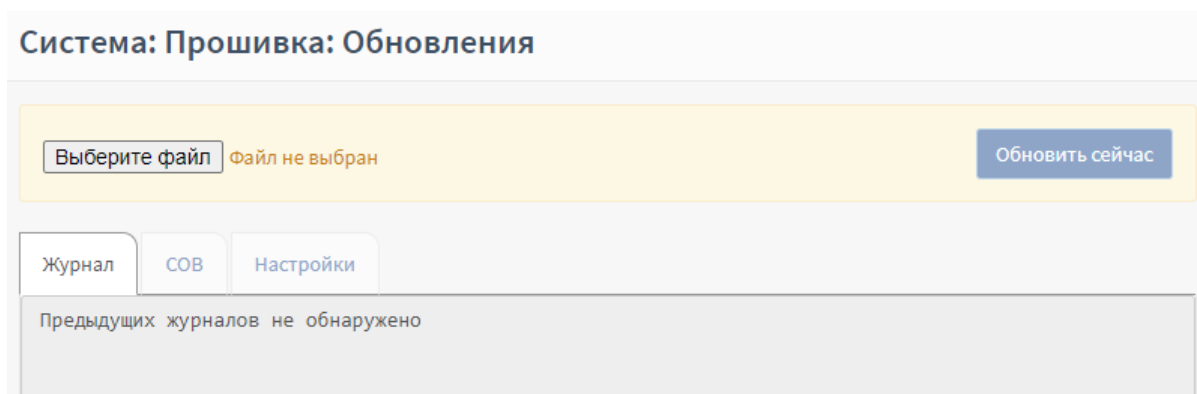 Система: Прошивка: Обновления
Выберите файл Файл не выбран Обновить сейчас
Журнал СОВ Настройки
Предыдущих журналов не обнаружено